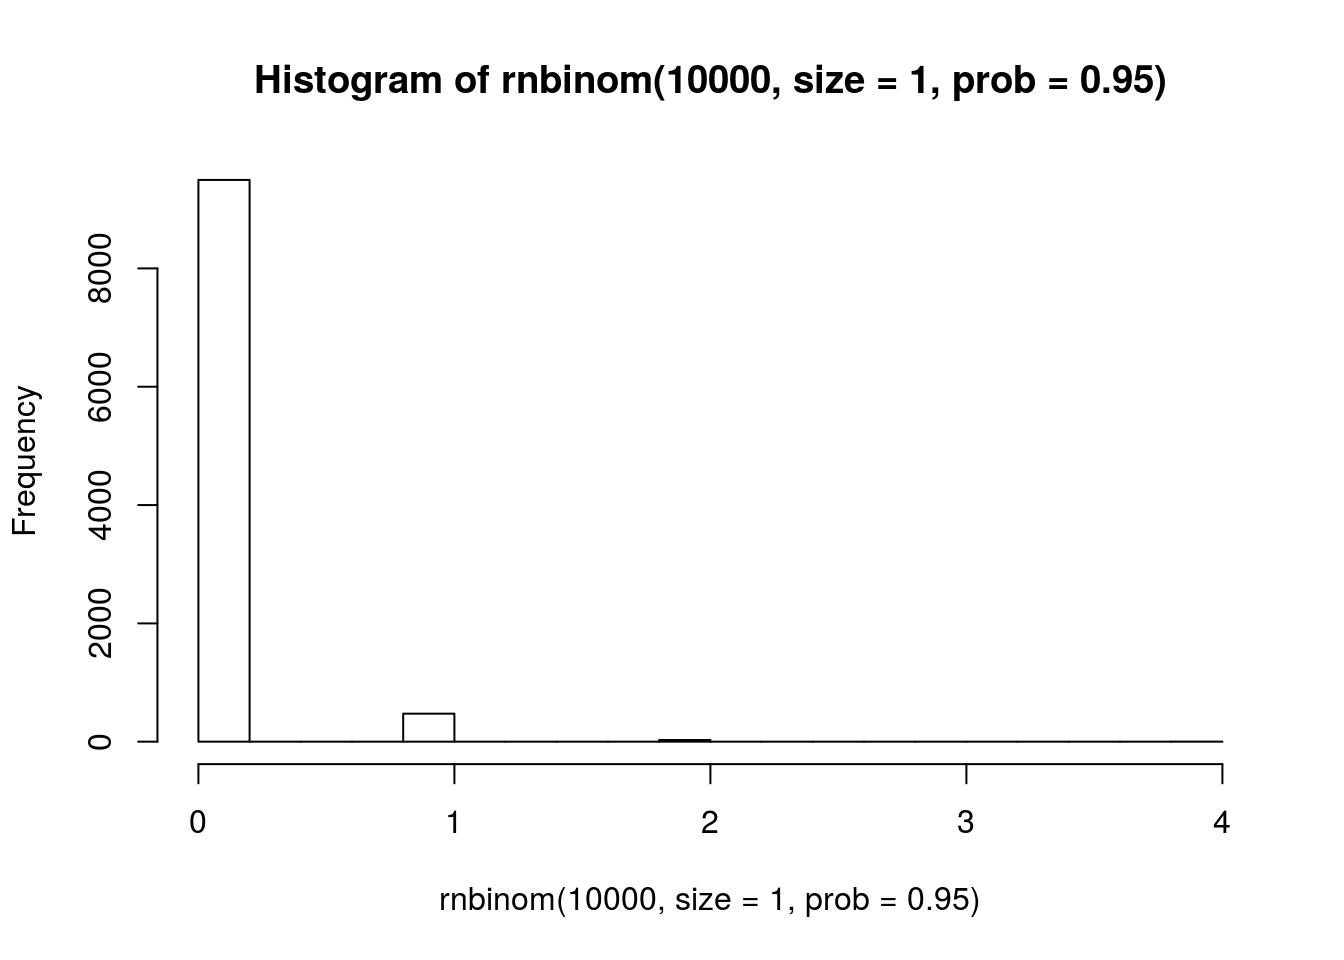 Histogram of rnbinom(10000, size = 1, prob = 0.95)
Frequency
8000
6000
4000
2000
0
0 1 2 3 4
rnbinom(10000, size = 1, prob = 0.95)